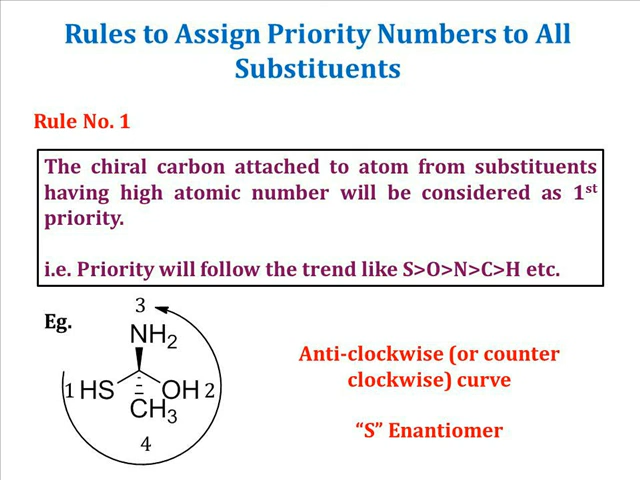 Rules to Assign Priority Numbers to All
Substituents
Rule No. 1
The chiral carbon attached to atom from substituents
having high atomic number will be considered as 1st
priority.
i.e. Priority will follow the trend like S>O>N>C>H etc.
Eg.
3
NH2
1 HS OH 2
CH3
4
Anti-clockwise (or counter
clockwise) curve
“S” Enantiomer